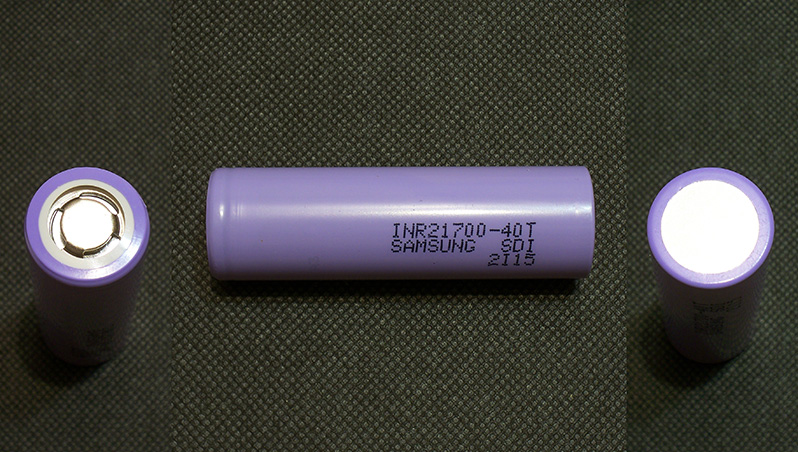 INR21700-40T
SAMSUNG SDI
2I15